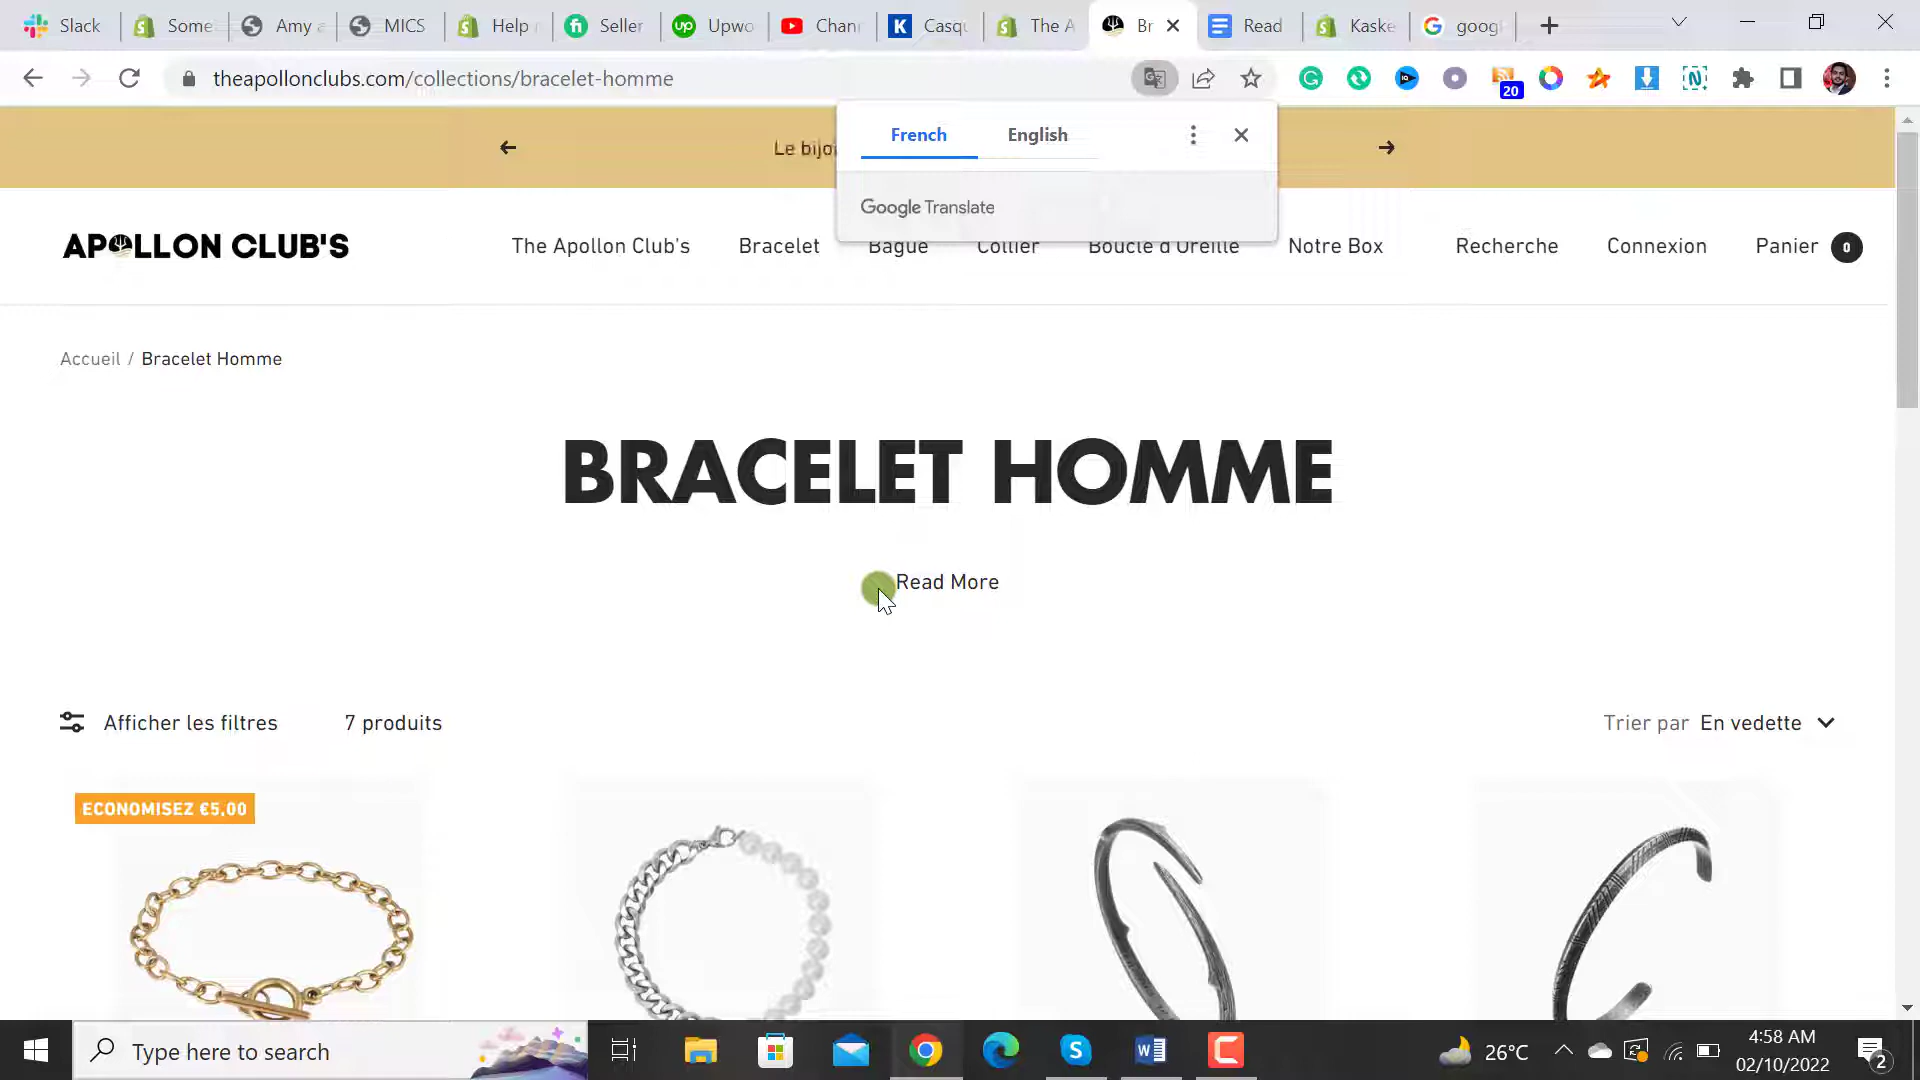 Slack
Some
Amy a
MICS
Help
Seller
Upwo
Chan
Casq
The A
Br
Read
Kaske
googl
theapollonclubs.com/collections/bracelet-homme
20
French
English
Google Translate
Le bijou
APOLLON CLUB'S
The Apollon Club's
Bracelet
Bague
Collier
Boucle d'Oreille
Notre Box
Recherche
Connexion
Panier 0
Accueil / Bracelet Homme
BRACELET HOMME
Read More
Afficher les filtres
7 produits
Trier par En vedette
ECONOMISEZ €5,00
Type here to search
26°C
4:58 AM
02/10/2022
2